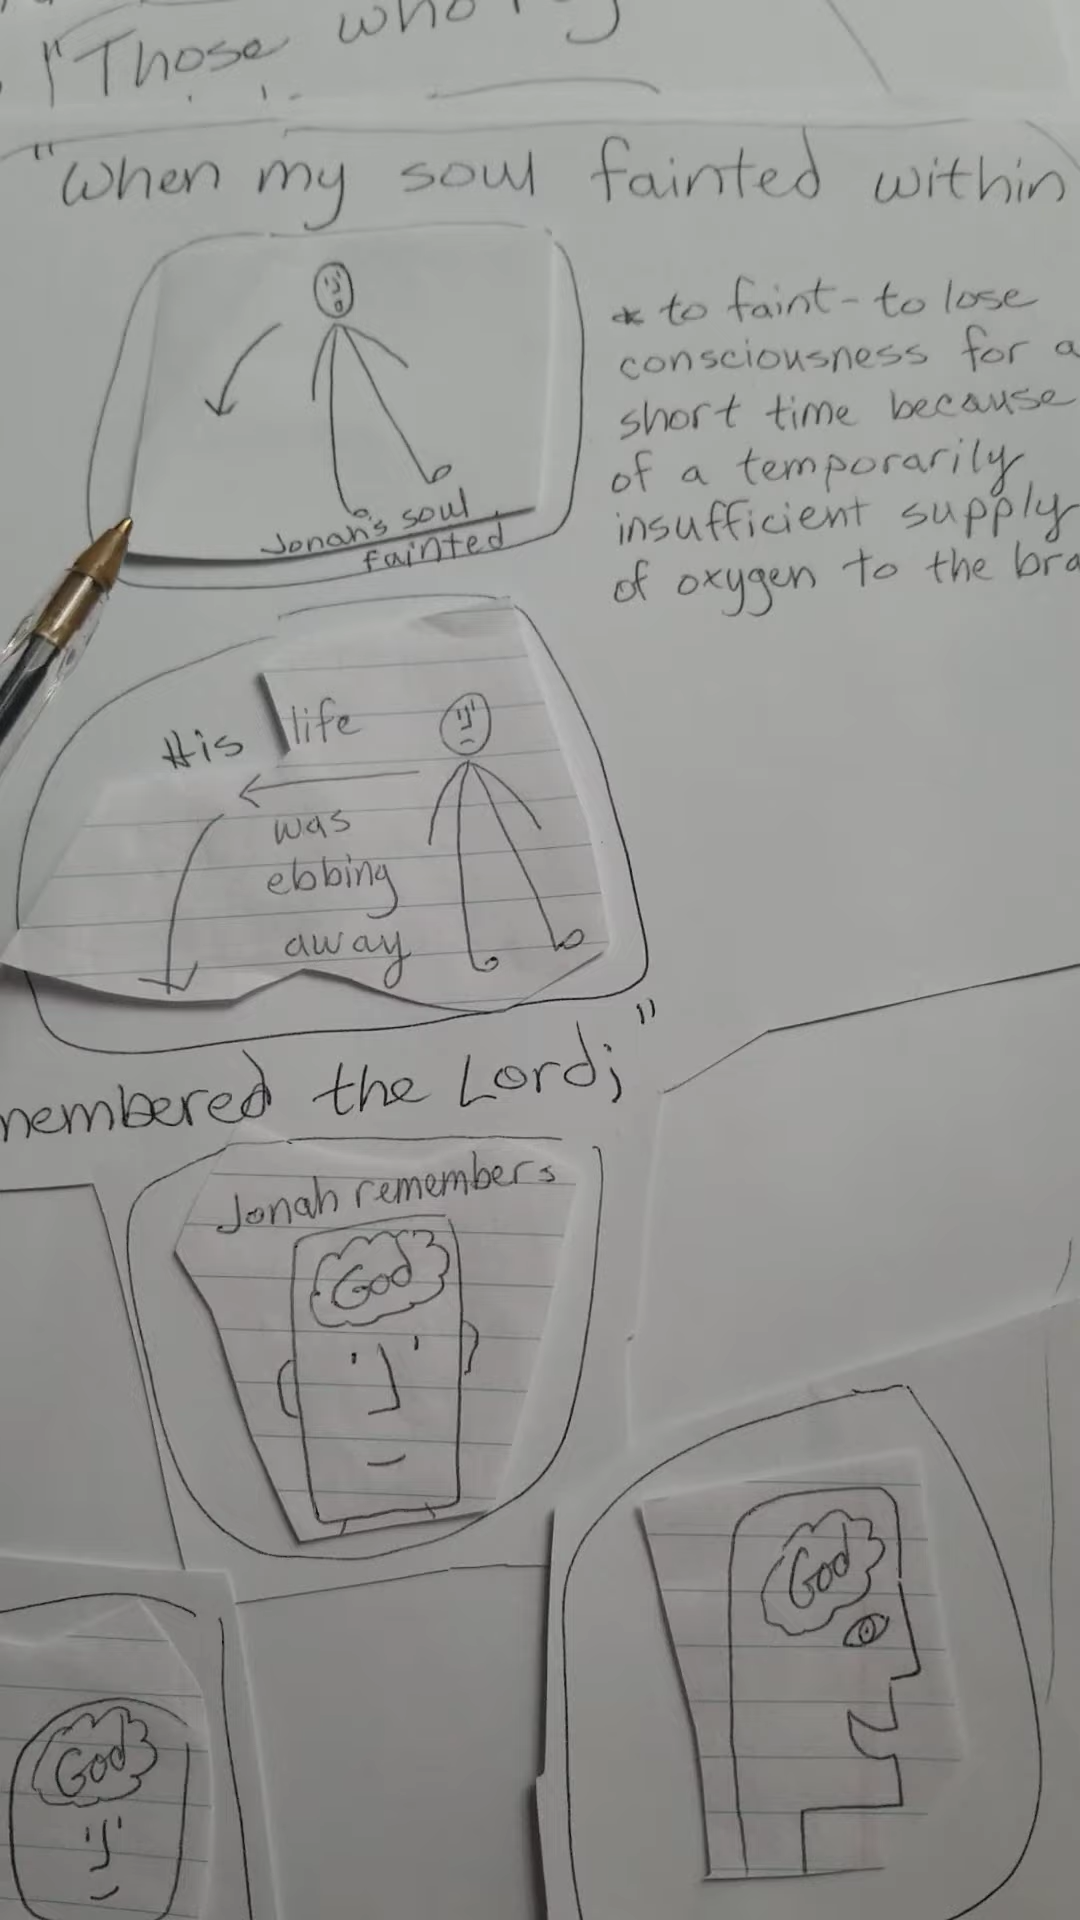 "Those who
"When my soul fainted within
* to faint - to lose
consciousness for a
short time because
of a temporarily
insufficient supply
of oxygen to the bra
Jonah's soul
fainted
His life
was
ebbing
away
membered the Lord;"
Jonah remembers
God
God
God